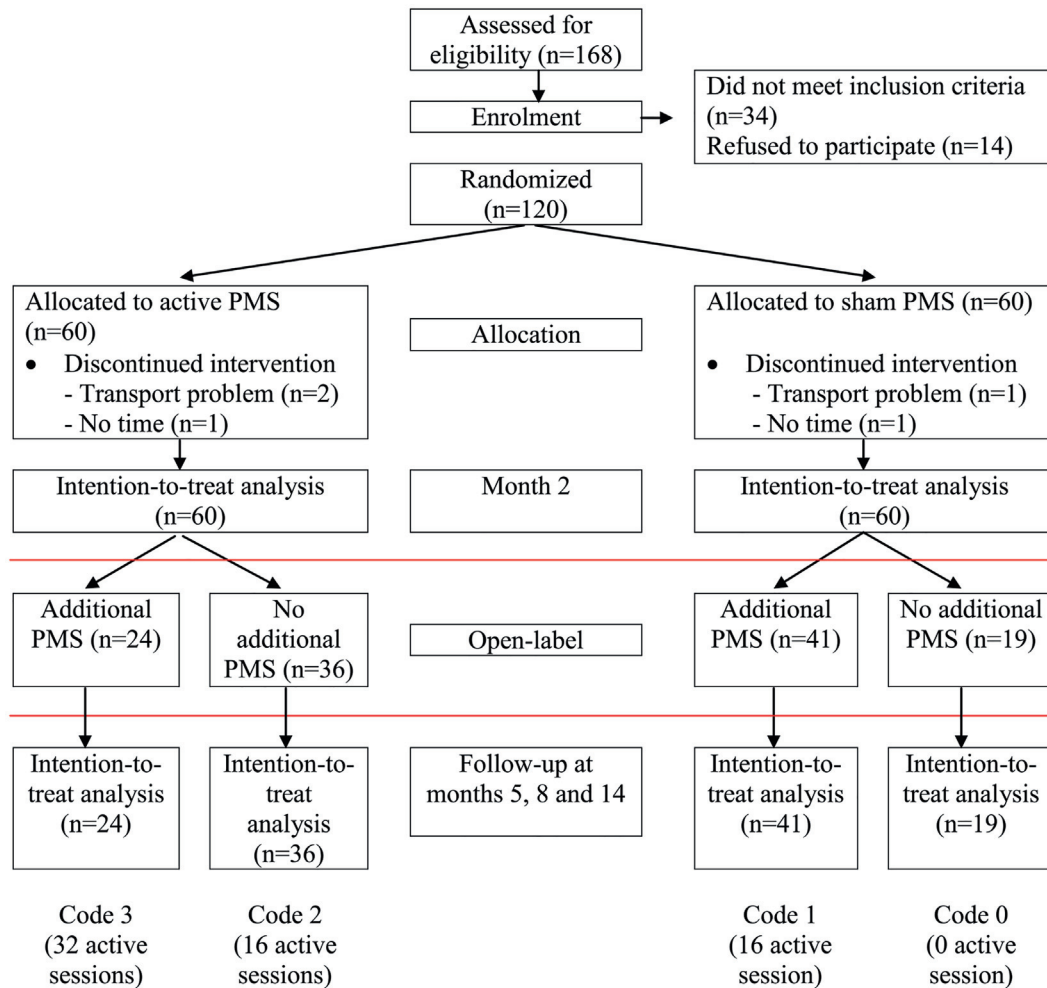 Assessed for
eligibility (n=168)
Enrolment
Did not meet inclusion criteria
(n=34)
Refused to participate (n=14)
Randomized
(n=120)
Allocated to active PMS
(n=60)
• Discontinued intervention
- Transport problem (n=2)
- No time (n=1)
Allocation
Allocated to sham PMS (n=60)
• Discontinued intervention
- Transport problem (n=1)
- No time (n=1)
Intention-to-treat analysis
(n=60)
Month 2
Intention-to-treat analysis
(n=60)
Additional
PMS (n=24)
No
additional
PMS (n=36)
Open-label
Additional
PMS (n=41)
No additional
PMS (n=19)
Intention-to-
treat analysis
(n=24)
Intention-to-
treat
analysis
(n=36)
Follow-up at
months 5, 8 and 14
Intention-to-
treat analysis
(n=41)
Intention-to-
treat analysis
(n=19)
Code 3
(32 active
sessions)
Code 2
(16 active
sessions)
Code 1
(16 active
session)
Code 0
(0 active
session)